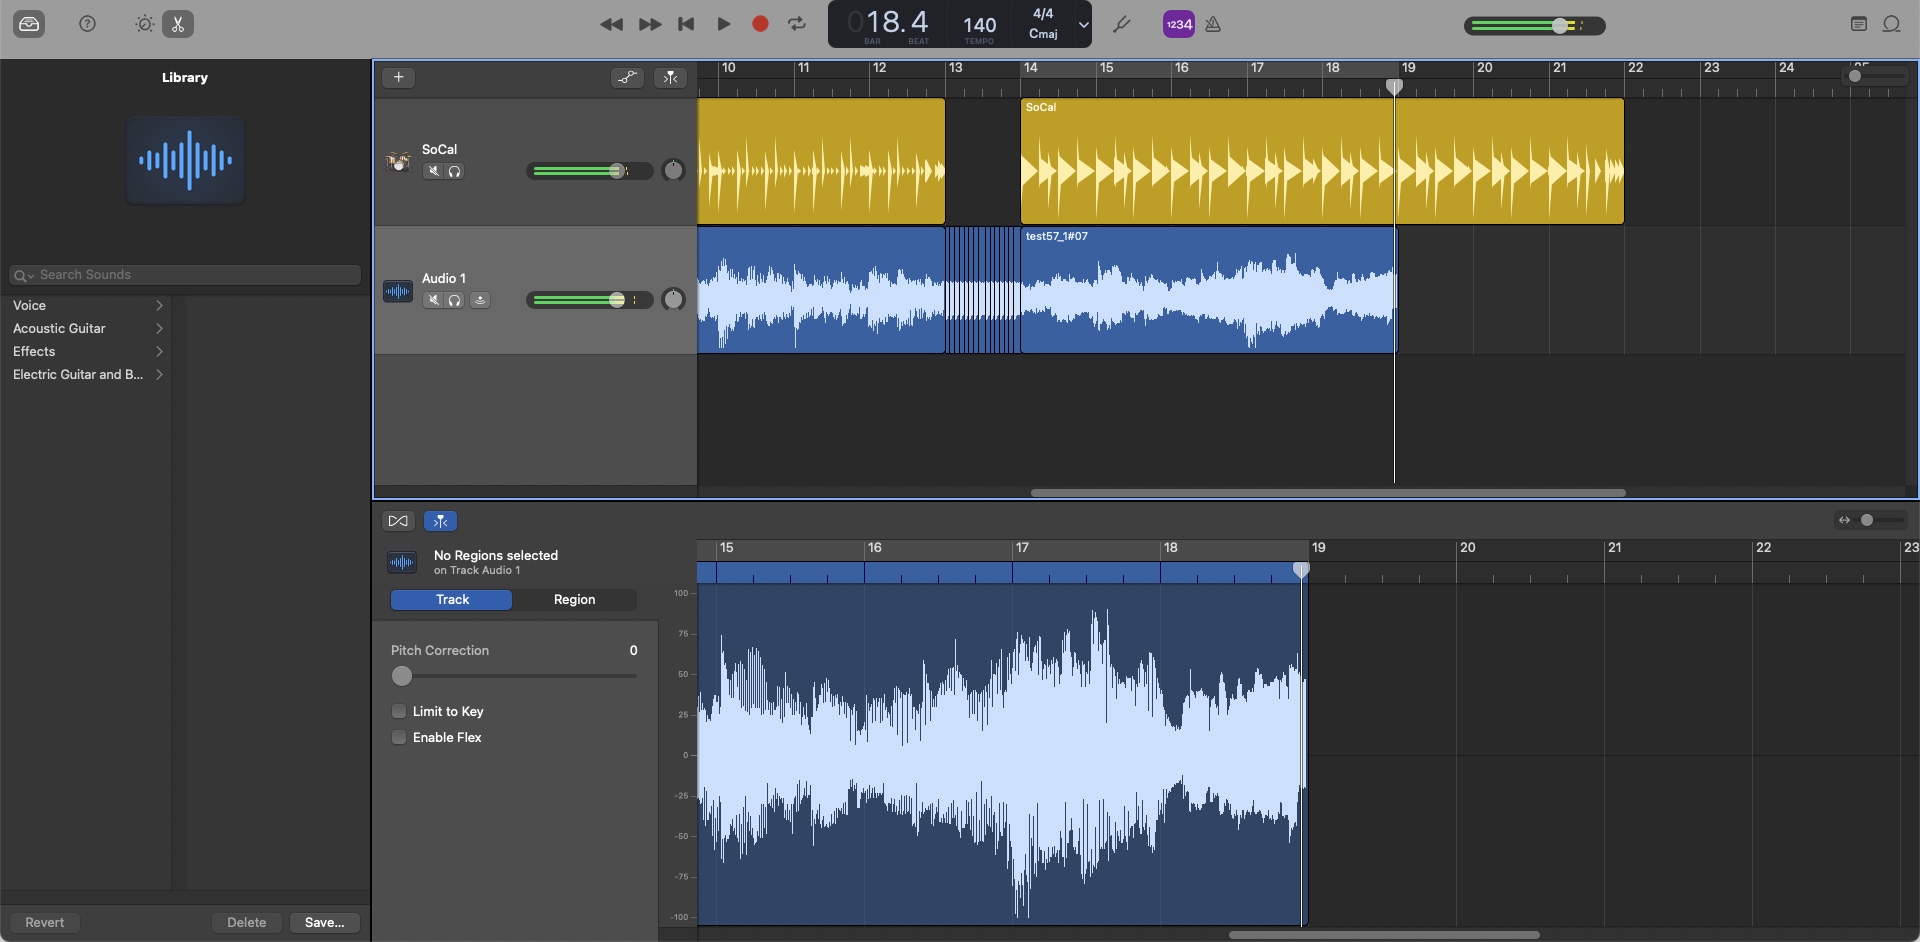 018.4
BAR BEAT
140
TEMPO
4/4
Cmaj
1234
Library
Search Sounds
Voice
Acoustic Guitar
Effects
Electric Guitar and B...
Revert
Delete
Save...
10 11 12 13 14 15 16 17 18 19 20 21 22 23 24 25
SoCal
SoCal
Audio 1
test57_1#07
No Regions selected
on Track Audio 1
Track
Region
Pitch Correction 0
Limit to Key
Enable Flex
15 16 17 18 19 20 21 22 23
100
75
50
25
0
-25
-50
-75
-100